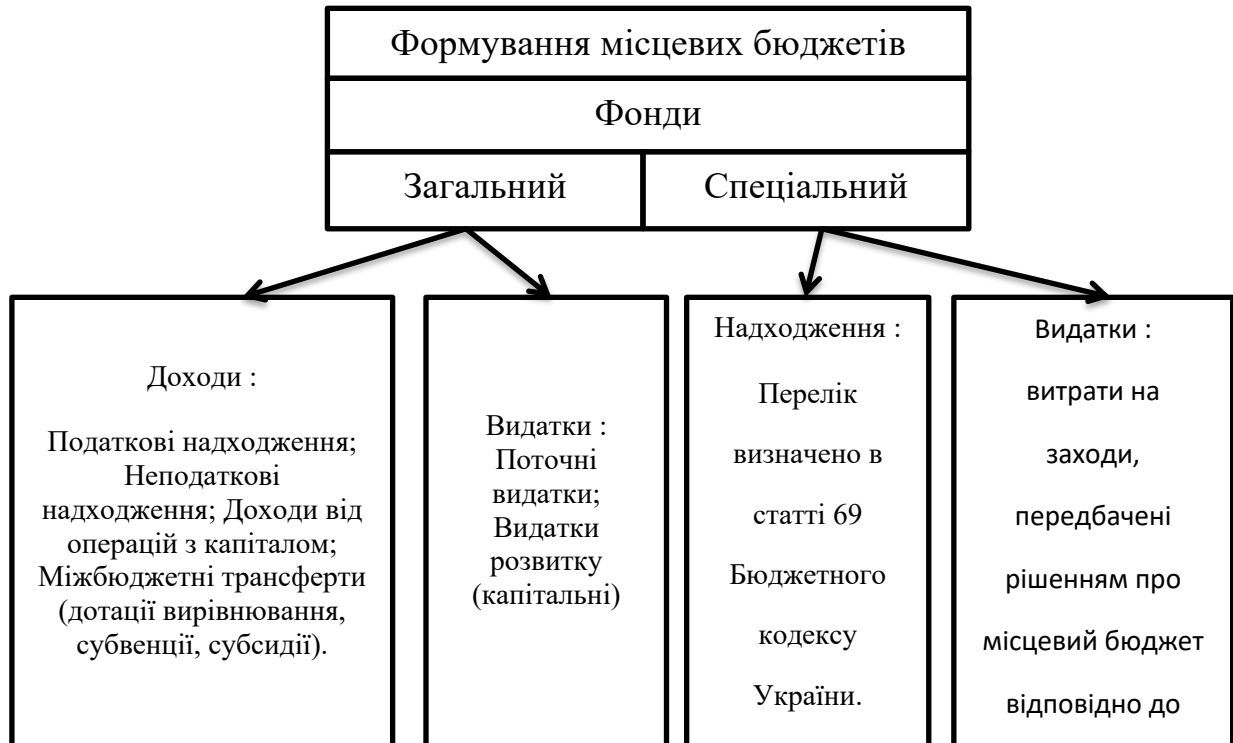 Формування місцевих бюджетів
Фонди
Загальний
Спеціальний
Доходи :
Податкові надходження;
Неподаткові
надходження; Доходи від
операцій з капіталом;
Міжбюджетні трансферти
(дотації вирівнювання,
субвенції, субсидії).
Видатки :
Поточні
видатки;
Видатки
розвитку
(капітальні)
Надходження :
Перелік
визначено в
статті 69
Бюджетного
кодексу
України.
Видатки :
витрати на
заходи,
передбачені
рішенням про
місцевий бюджет
відповідно до